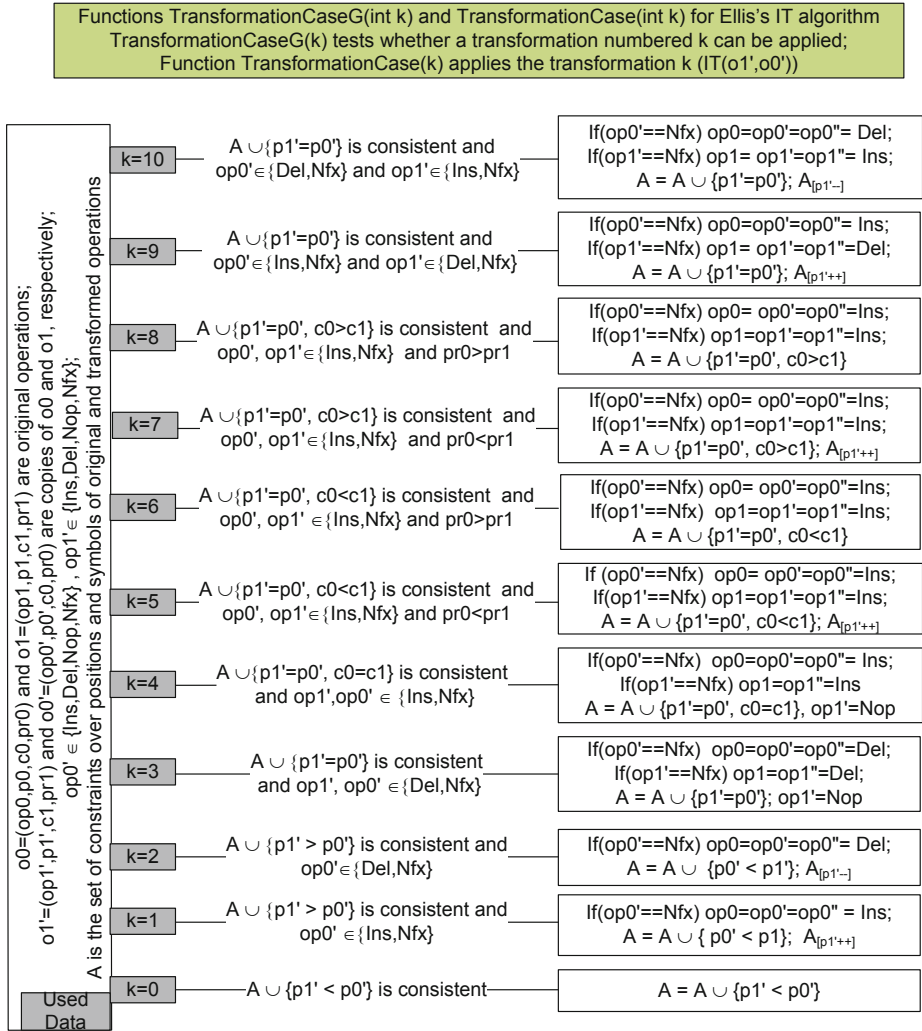 Functions TransformationCaseG(int k) and TransformationCase(int k) for Ellis's IT algorithm
TransformationCaseG(k) tests whether a transformation numbered k can be applied;
Function TransformationCase(k) applies the transformation k (IT(o1',o0'))
o0=(op0,p0,c0,pr0) and o1=(op1,p1,c1,pr1) are original operations;
o1'=(op1',p1',c1,pr1) and o0'=(op0',p0',c0,pr0) are copies of o0 and o1, respectively;
op0' ∈ {Ins,Del,Nop,Nfx} , op1' ∈ {Ins,Del,Nop,Nfx};
A is the set of constraints over positions and symbols of original and transformed operations
Used
Data
k=10
A ∪{p1'=p0'} is consistent and
op0'∈{Del,Nfx} and op1'∈{Ins,Nfx}
If(op0'==Nfx) op0=op0'=op0"= Del;
If(op1'==Nfx) op1= op1'=op1"= Ins;
A = A ∪ {p1'=p0'}; A[p1'--]
k=9
A ∪{p1'=p0'} is consistent and
op0'∈{Ins,Nfx} and op1'∈{Del,Nfx}
If(op0'==Nfx) op0=op0'=op0"= Ins;
If(op1'==Nfx) op1= op1'=op1"=Del;
A = A ∪ {p1'=p0'}; A[p1'++]
k=8
A ∪{p1'=p0', c0>c1} is consistent and
op0', op1'∈{Ins,Nfx} and pr0>pr1
If(op0'==Nfx) op0= op0'=op0"=Ins;
If(op1'==Nfx) op1=op1'=op1"=Ins;
A = A ∪ {p1'=p0', c0>c1}
k=7
A ∪{p1'=p0', c0>c1} is consistent and
op0', op1'∈{Ins,Nfx} and pr0<pr1
If(op0'==Nfx) op0= op0'=op0"=Ins;
If(op1'==Nfx) op1=op1'=op1"=Ins;
A = A ∪ {p1'=p0', c0>c1}; A[p1'++]
k=6
A ∪{p1'=p0', c0<c1} is consistent and
op0', op1' ∈ {Ins,Nfx} and pr0>pr1
If(op0'==Nfx) op0= op0'=op0"=Ins;
If(op1'==Nfx) op1=op1'=op1"=Ins;
A = A ∪ {p1'=p0', c0<c1}
k=5
A ∪{p1'=p0', c0<c1} is consistent and
op0', op1'∈{Ins,Nfx} and pr0<pr1
If (op0'==Nfx) op0= op0'=op0"=Ins;
If(op1'==Nfx) op1=op1'=op1"=Ins;
A = A ∪ {p1'=p0', c0<c1}; A[p1'++]
k=4
A ∪{p1'=p0', c0=c1} is consistent
and op1',op0' ∈ {Ins,Nfx}
If(op0'==Nfx) op0=op0'=op0"= Ins;
If(op1'==Nfx) op1=op1"=Ins
A = A ∪ {p1'=p0', c0=c1}, op1'=Nop
k=3
A ∪ {p1'=p0'} is consistent
and op1', op0' ∈{Del,Nfx}
If(op0'==Nfx) op0=op0'=op0"=Del;
If(op1'==Nfx) op1=op1"=Del;
A = A ∪ {p1'=p0'}; op1'=Nop
k=2
A ∪ {p1' > p0'} is consistent and
op0'∈{Del,Nfx}
If(op0'==Nfx) op0=op0'=op0"= Del;
A = A ∪ {p0' < p1'}; A[p1'--]
k=1
A ∪ {p1' > p0'} is consistent and
op0' ∈{Ins,Nfx}
If(op0'==Nfx) op0=op0'=op0" = Ins;
A = A ∪ { p0' < p1}; A[p1'++]
k=0
A ∪ {p1' < p0'} is consistent
A = A ∪ {p1' < p0'}